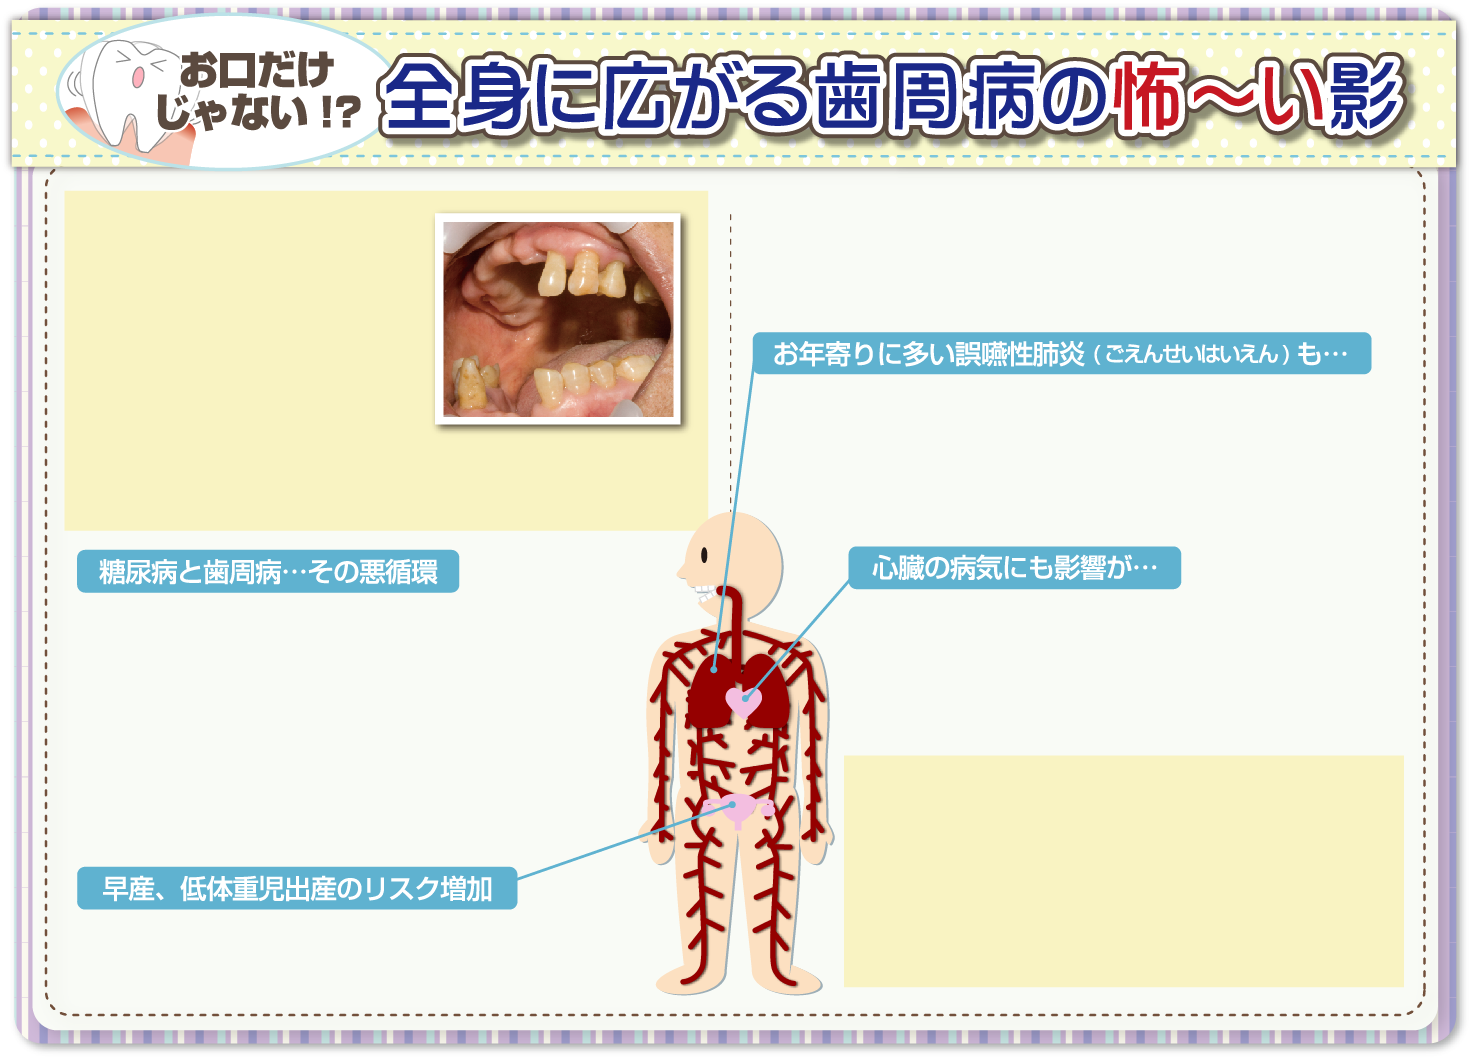 お口だけ
じゃない!?
全身に広がる歯周病の怖〜い影
お年寄りに多い誤嚥性肺炎(ごえんせいはいえん)も…
糖尿病と歯周病…その悪循環
心臓の病気にも影響が…
早産、低体重児出産のリスク増加